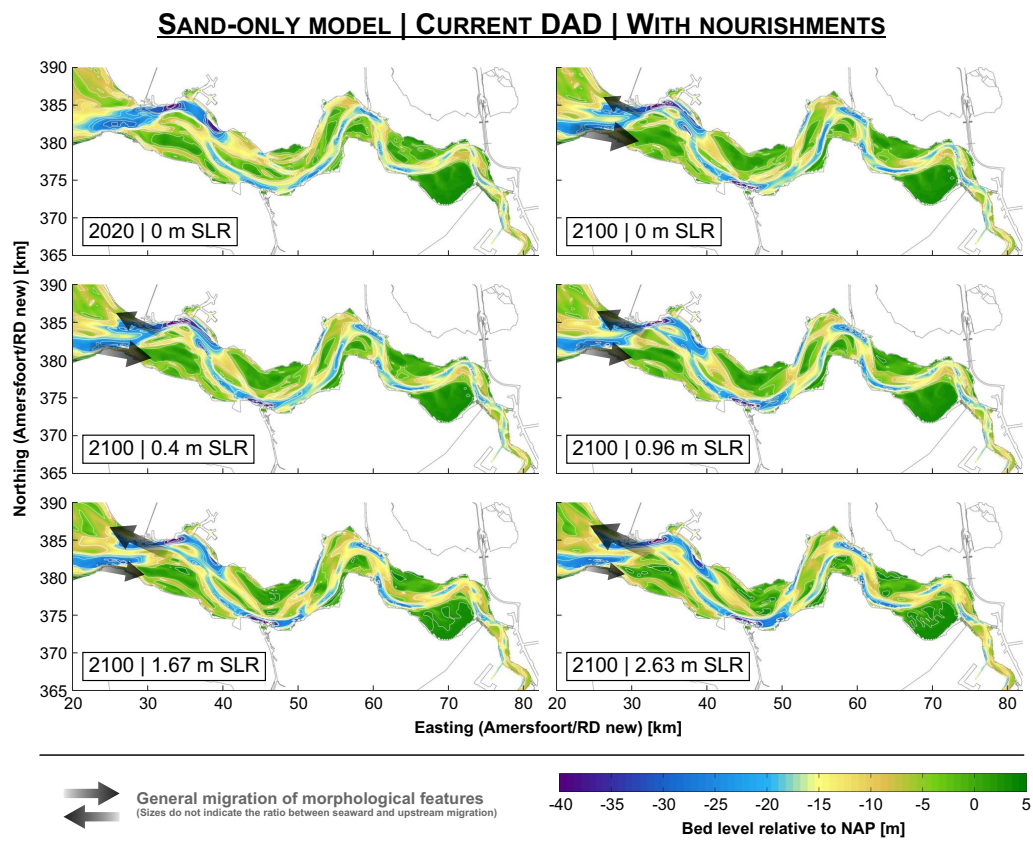 SAND-ONLY MODEL | CURRENT DAD | WITH NOURISHMENTS
390
385
380
375
370
365
2020 | 0 m SLR
2100 | 0 m SLR
390
385
380
375
370
365
2100 | 0.4 m SLR
2100 | 0.96 m SLR
390
385
380
375
370
365
2100 | 1.67 m SLR
2100 | 2.63 m SLR
Northing (Amersfoort/RD new) [km]
20 30 40 50 60 70 80 20 30 40 50 60 70 80
Easting (Amersfoort/RD new) [km]
General migration of morphological features
(Sizes do not indicate the ratio between seaward and upstream migration)
-40 -35 -30 -25 -20 -15 -10 -5 0 5
Bed level relative to NAP [m]